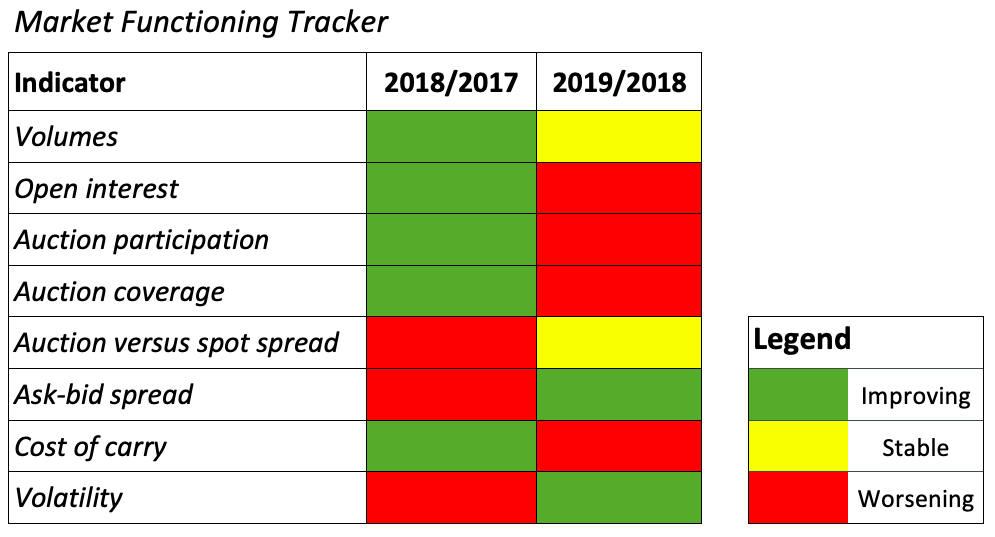 Market Functioning Tracker
Indicator 2018/2017 2019/2018
Volumes
Open interest
Auction participation
Auction coverage
Auction versus spot spread
Ask-bid spread
Cost of carry
Volatility
Legend
Improving
Stable
Worsening